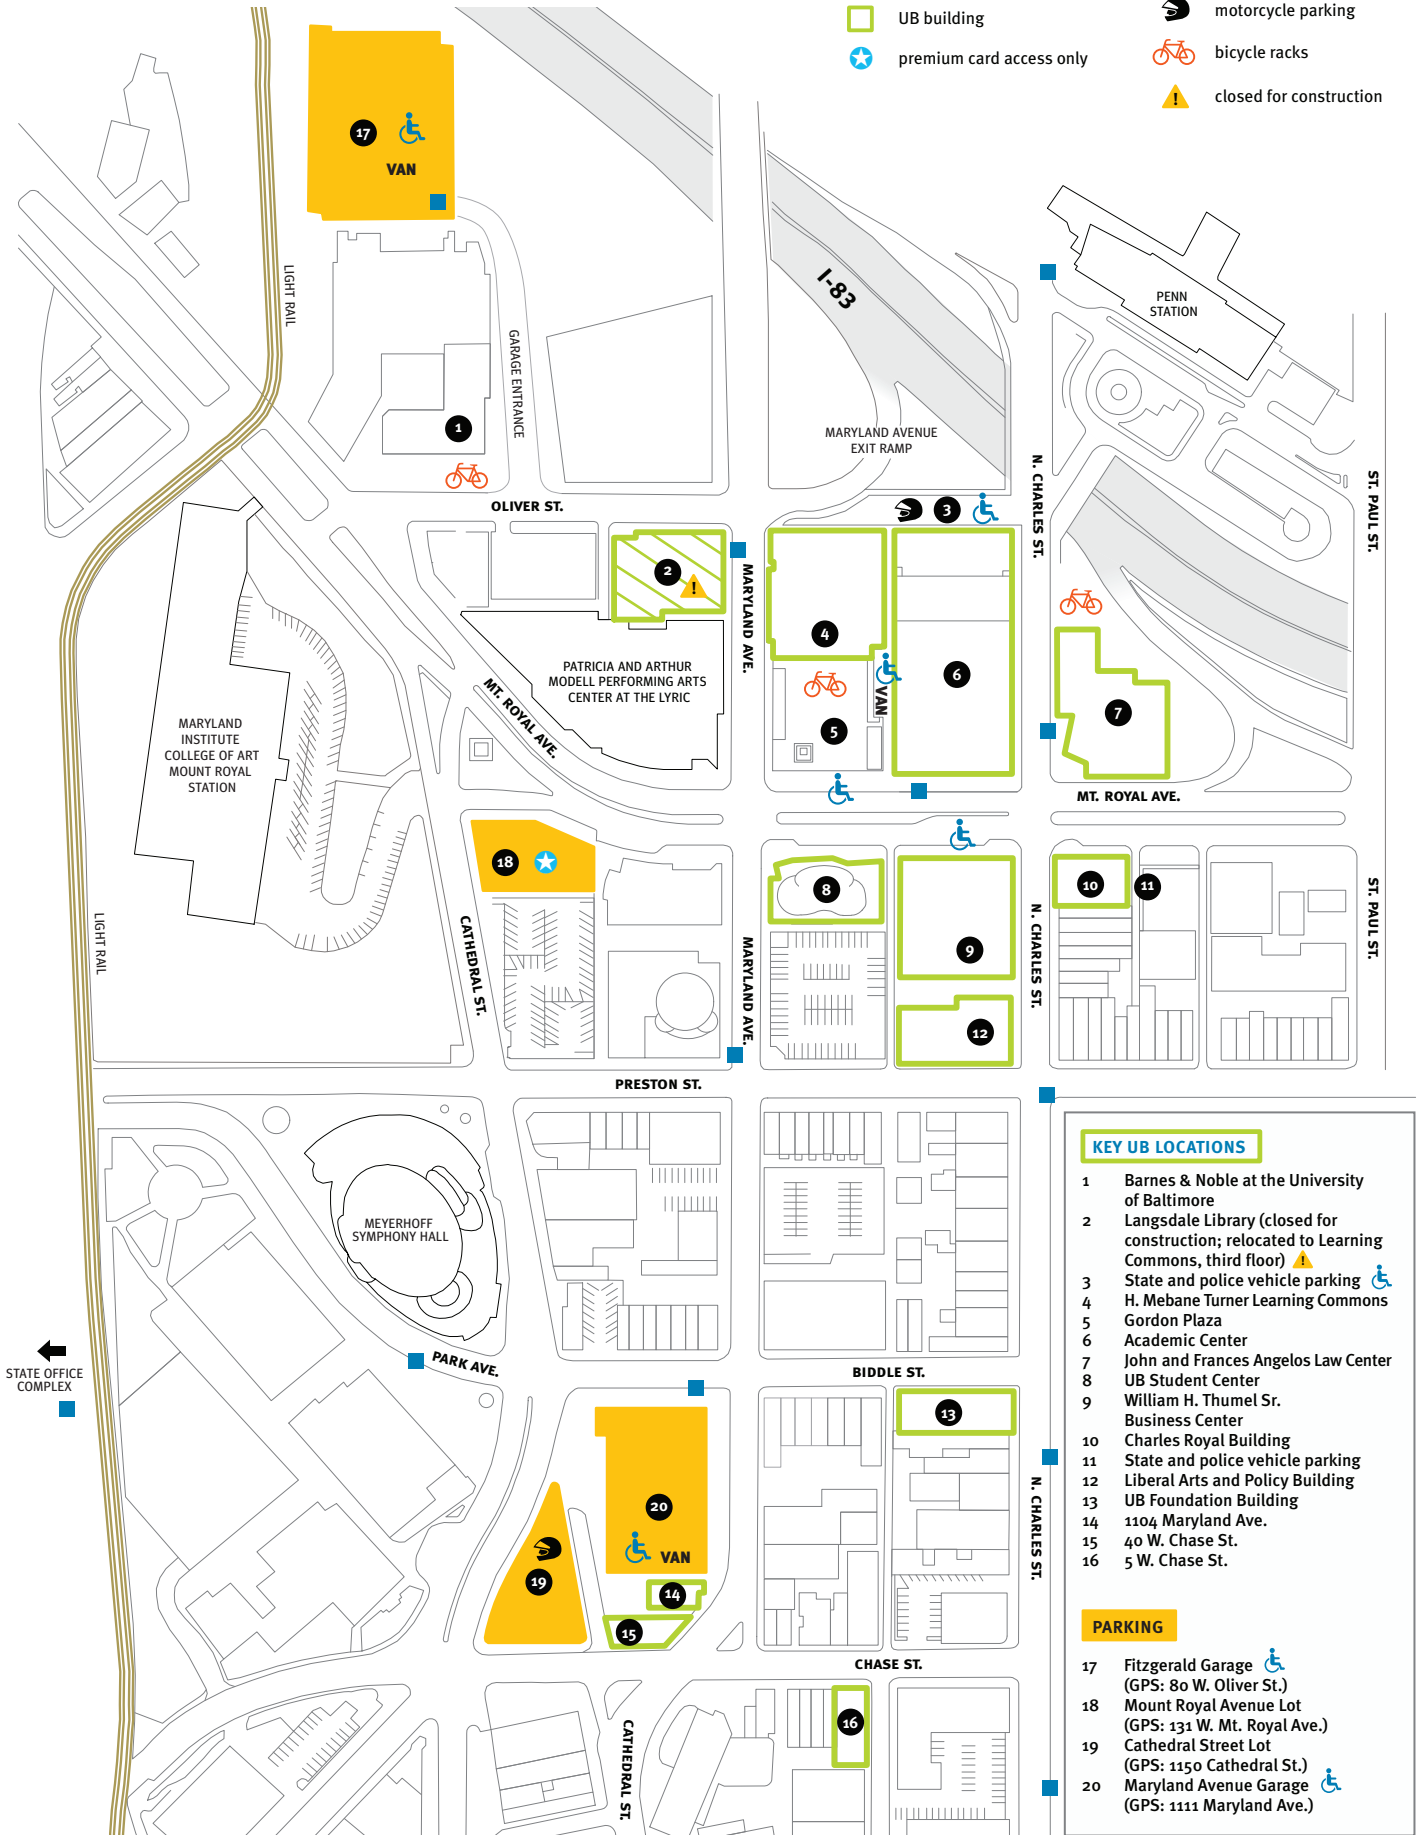 UB building
premium card access only
motorcycle parking
bicycle racks
closed for construction
17
VAN
LIGHT RAIL
GARAGE ENTRANCE
1
I-83
PENN
STATION
MARYLAND AVENUE
EXIT RAMP
N. CHARLES ST.
ST. PAUL ST.
OLIVER ST.
3
2
!
MARYLAND AVE.
4
6
VAN
5
7
PATRICIA AND ARTHUR
MODELL PERFORMING ARTS
CENTER AT THE LYRIC
MT. ROYAL AVE.
MARYLAND
INSTITUTE
COLLEGE OF ART
MOUNT ROYAL
STATION
MT. ROYAL AVE.
18
8
10
11
9
12
LIGHT RAIL
CATHEDRAL ST.
MARYLAND AVE.
N. CHARLES ST.
ST. PAUL ST.
PRESTON ST.
MEYERHOFF
SYMPHONY HALL
PARK AVE.
BIDDLE ST.
STATE OFFICE
COMPLEX
13
20
VAN
19
14
15
N. CHARLES ST.
CHASE ST.
16
CATHEDRAL ST.
KEY UB LOCATIONS
1 Barnes & Noble at the University
of Baltimore
2 Langsdale Library (closed for
construction; relocated to Learning
Commons, third floor) !
3 State and police vehicle parking
4 H. Mebane Turner Learning Commons
5 Gordon Plaza
6 Academic Center
7 John and Frances Angelos Law Center
8 UB Student Center
9 William H. Thumel Sr.
Business Center
10 Charles Royal Building
11 State and police vehicle parking
12 Liberal Arts and Policy Building
13 UB Foundation Building
14 1104 Maryland Ave.
15 40 W. Chase St.
16 5 W. Chase St.
PARKING
17 Fitzgerald Garage
(GPS: 80 W. Oliver St.)
18 Mount Royal Avenue Lot
(GPS: 131 W. Mt. Royal Ave.)
19 Cathedral Street Lot
(GPS: 1150 Cathedral St.)
20 Maryland Avenue Garage
(GPS: 1111 Maryland Ave.)